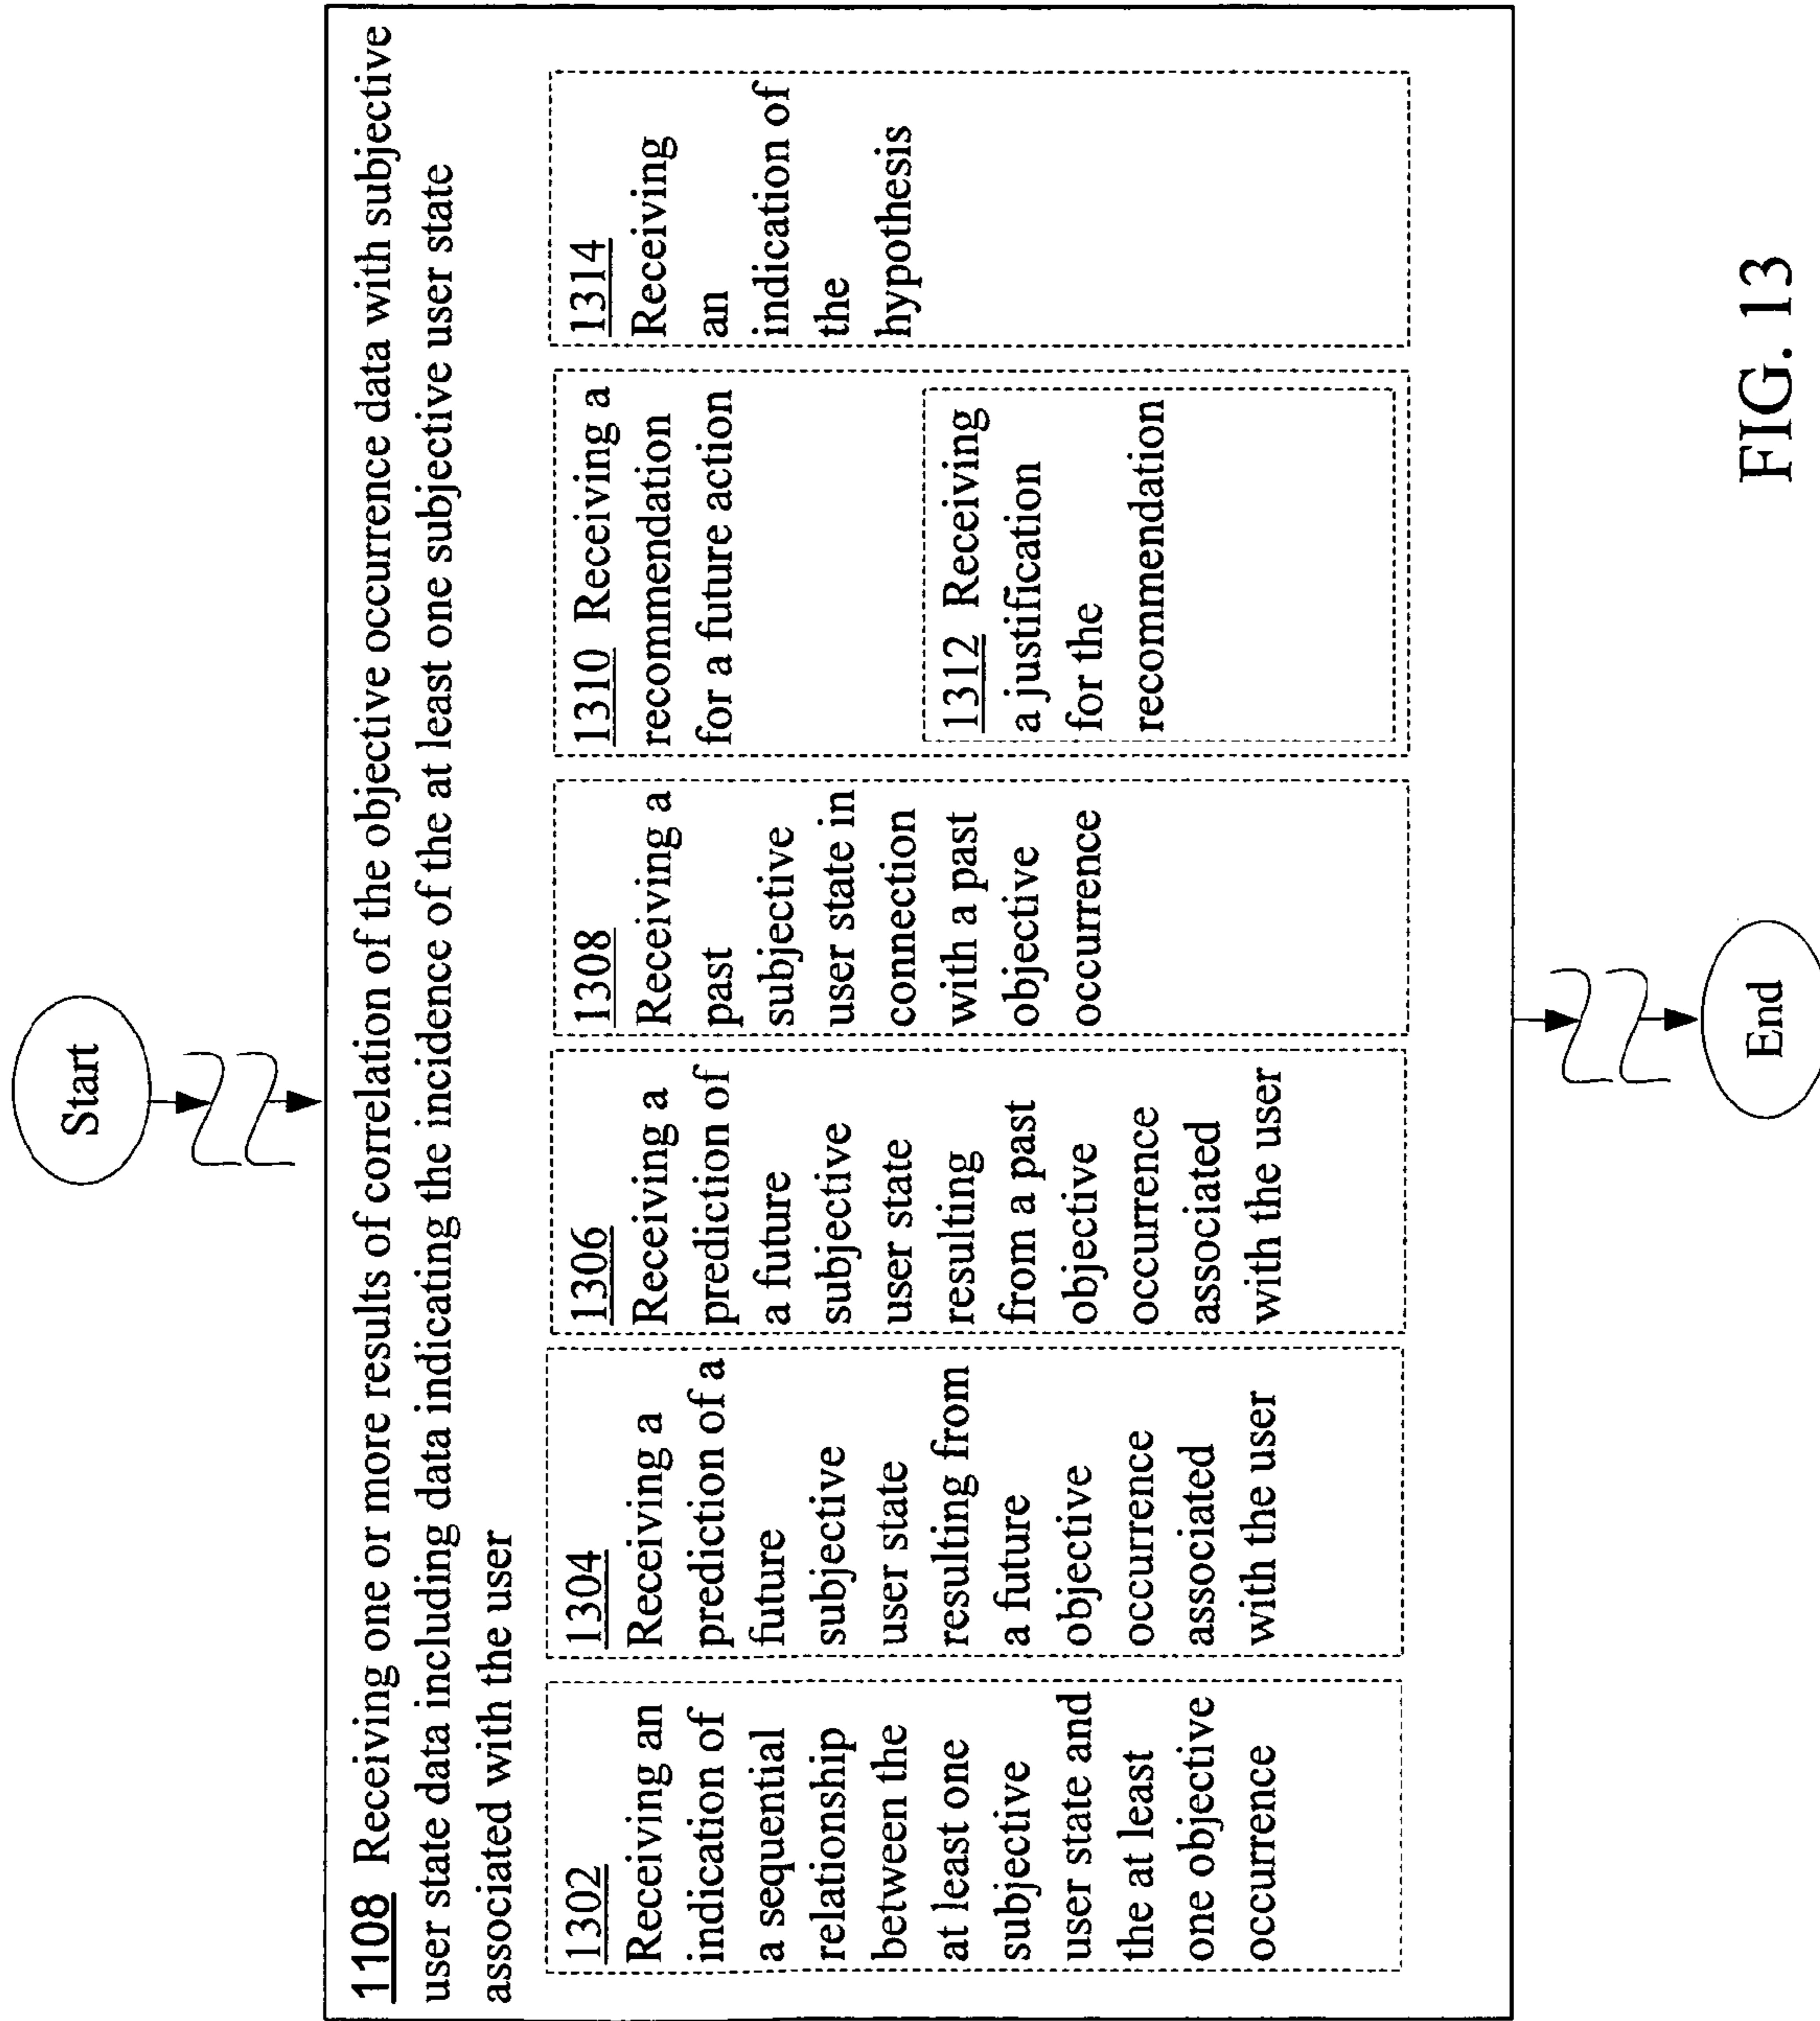 Start
1108 Receiving one or more results of correlation of the objective occurrence data with subjective
user state data including data indicating the incidence of the at least one subjective user state
associated with the user
1302
Receiving an
indication of
a sequential
relationship
between the
at least one
subjective
user state and
the at least
one objective
occurrence
1304
Receiving a
prediction of a
future
subjective
user state
resulting from
a future
objective
occurrence
associated
with the user
1306
Receiving a
prediction of
a future
subjective
user state
resulting
from a past
objective
occurrence
associated
with the user
1308
Receiving a
past
subjective
user state in
connection
with a past
objective
occurrence
1310 Receiving a
recommendation
for a future action
1312 Receiving
a justification
for the
recommendation
1314
Receiving
an
indication of
the
hypothesis
End
FIG. 13